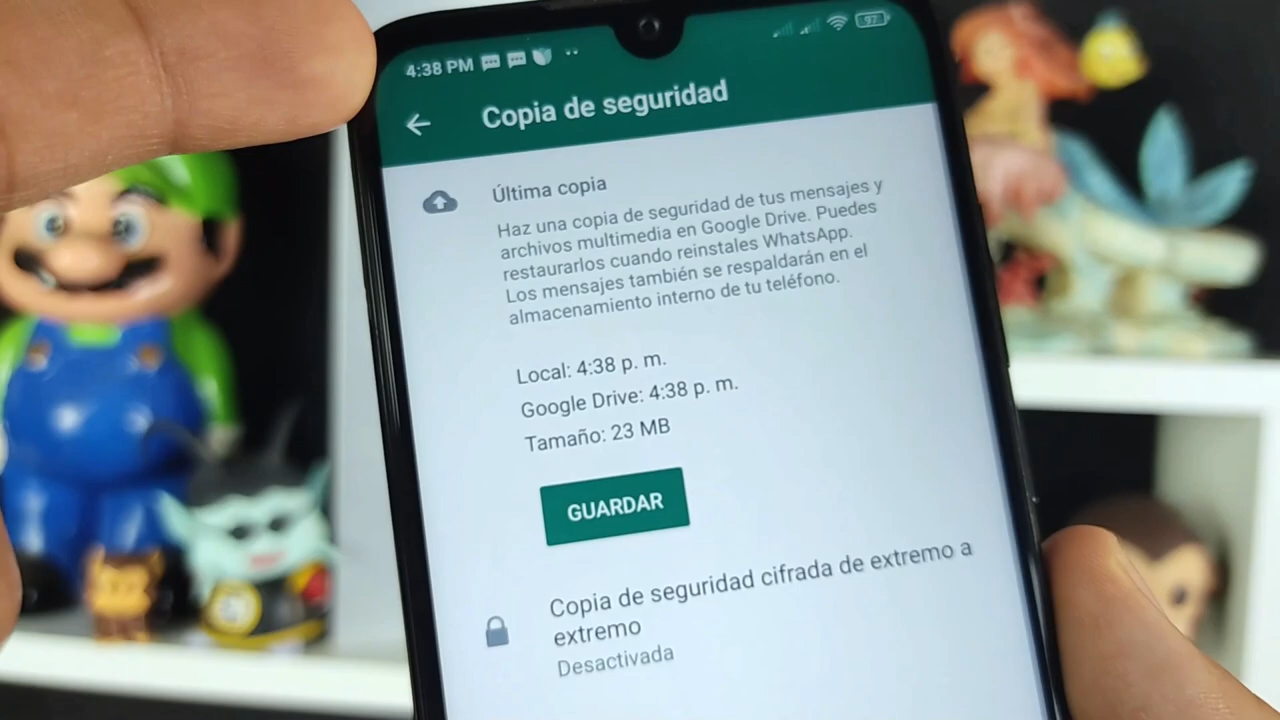 4:38 PM
97
Copia de seguridad
Última copia
Haz una copia de seguridad de tus mensajes y
archivos multimedia en Google Drive. Puedes
restaurarlos cuando reinstales WhatsApp.
Los mensajes también se respaldarán en el
almacenamiento interno de tu teléfono.
Local: 4:38 p. m.
Google Drive: 4:38 p. m.
Tamaño: 23 MB
GUARDAR
Copia de seguridad cifrada de extremo a
extremo
Desactivada